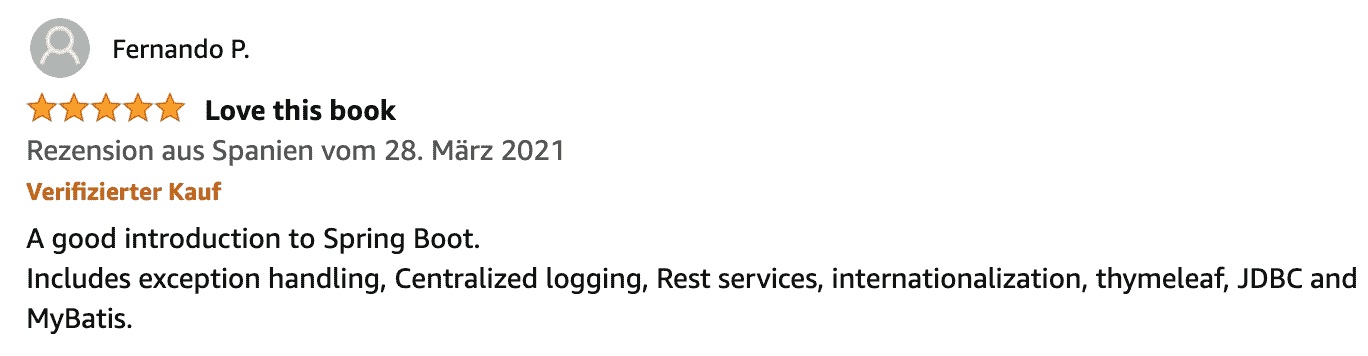 Fernando P.
Love this book
Rezension aus Spanien vom 28. März 2021
Verifizierter Kauf
A good introduction to Spring Boot.
Includes exception handling, Centralized logging, Rest services, internationalization, thymeleaf, JDBC and
MyBatis.